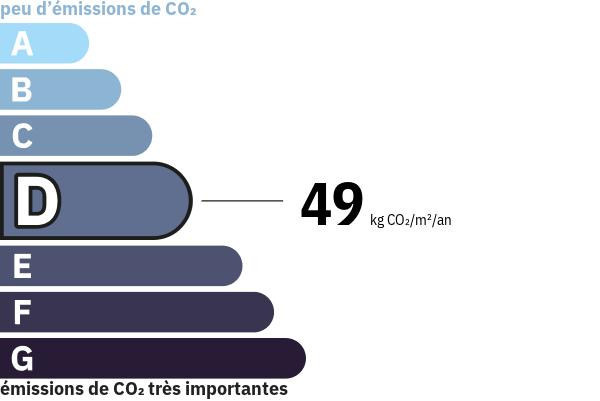 peu d’émissions de CO₂
A
B
C
D
49 kg CO₂/m²/an
E
F
G
émissions de CO₂ très importantes